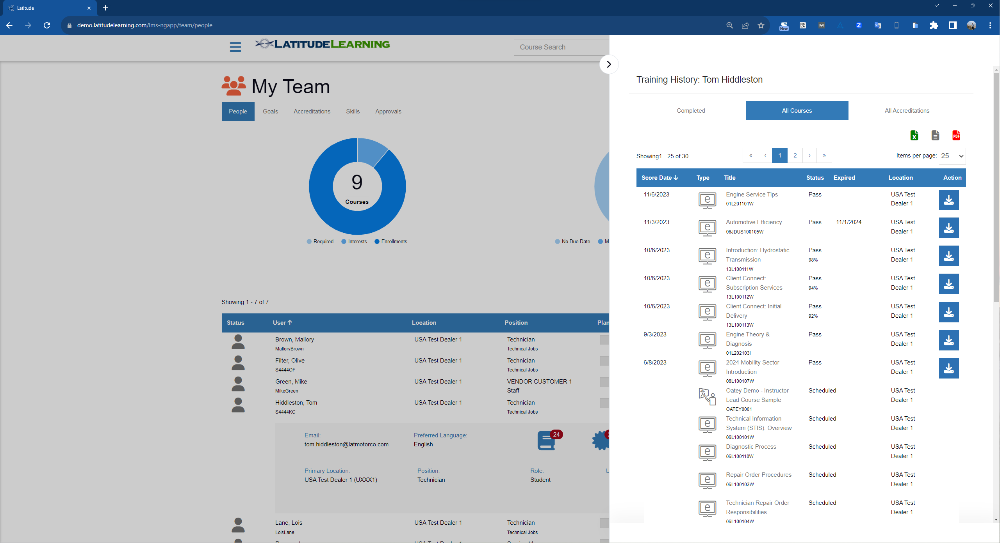 Latitude
demo.latitudelearning.com/lms-ngapp/team/people
New
LATITUDELEARNING
Course Search
My Team
People Goals Accreditations Skills Approvals
9
Courses
Required Interests Enrollments
No Due Date M
Showing 1 - 7 of 7
Status User Location Position Plan
Brown, Mallory USA Test Dealer 1 Technician
MalloryBrown Technical Jobs
Filter, Olive USA Test Dealer 1 Technician
S4444OF Technical Jobs
Green, Mike USA Test Dealer 1 VENDOR CUSTOMER 1
MikeGreen Staff
Hiddleston, Tom USA Test Dealer 1 Technician
S4444KC Technical Jobs
Email: Preferred Language: 24
tom.hiddleston@latmotorco.com English
Primary Location: Position: Role: U
USA Test Dealer 1 (UXXX1) Technician Student
Lane, Lois USA Test Dealer 1 Technician
LoisLane Technical Jobs
Training History: Tom Hiddleston
Completed All Courses All Accreditations
PDF
Showing1 - 25 of 30 « ‹ 1 2 › » Items per page: 25
Score Date Type Title Status Expired Location Action
11/6/2023 e Engine Service Tips Pass USA Test
01L201101W Dealer 1
11/3/2023 e Automotive Efficiency Pass 11/1/2024 USA Test
06JDUS100105W Dealer 1
10/6/2023 e Introduction: Hydrostatic Pass USA Test
Transmission 98% Dealer 1
13L100111W
10/6/2023 e Client Connect: Pass USA Test
Subscription Services 94% Dealer 1
13L100112W
10/6/2023 e Client Connect: Initial Pass USA Test
Delivery 92% Dealer 1
13L100113W
9/3/2023 e Engine Theory & Pass USA Test
Diagnosis Dealer 1
01L202103I
6/8/2023 e 2024 Mobility Sector Pass USA Test
Introduction Dealer 1
06L100107W
Oatey Demo - Instructor Scheduled USA Test
Lead Course Sample Dealer 1
OATEY0001
e Technical Information Scheduled USA Test
System (STIS): Overview Dealer 1
06L100101W
e Diagnostic Process Scheduled USA Test
06L100110W Dealer 1
e Repair Order Procedures Scheduled USA Test
06L100103W Dealer 1
e Technician Repair Order Scheduled USA Test
Responsibilities Dealer 1
06L100104W